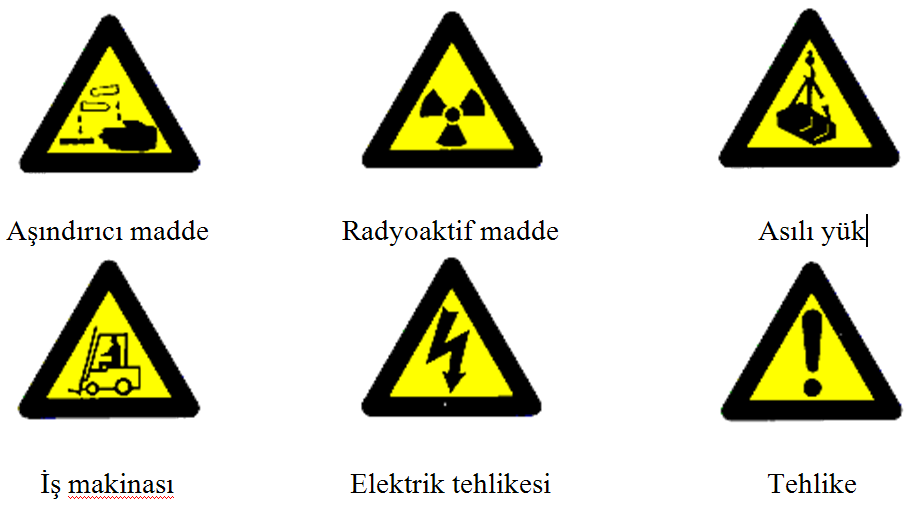 Aşındırıcı madde Radyoaktif madde Asılı yük
İş makinası Elektrik tehlikesi Tehlike